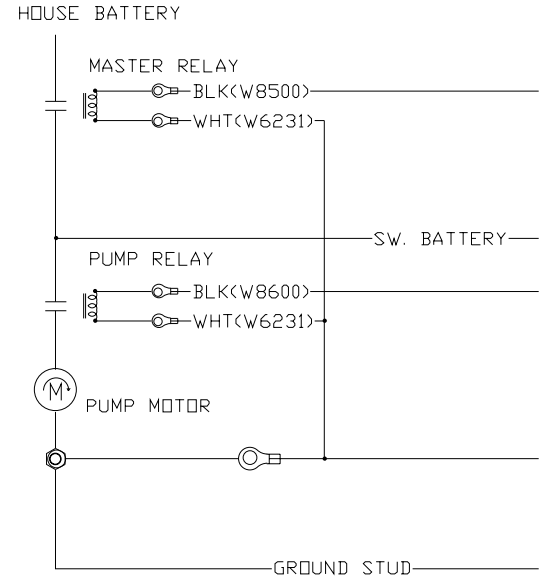 HOUSE BATTERY
MASTER RELAY
BLK(W8500)
WHT(W6231)
SW. BATTERY
PUMP RELAY
BLK(W8600)
WHT(W6231)
M
PUMP MOTOR
GROUND STUD